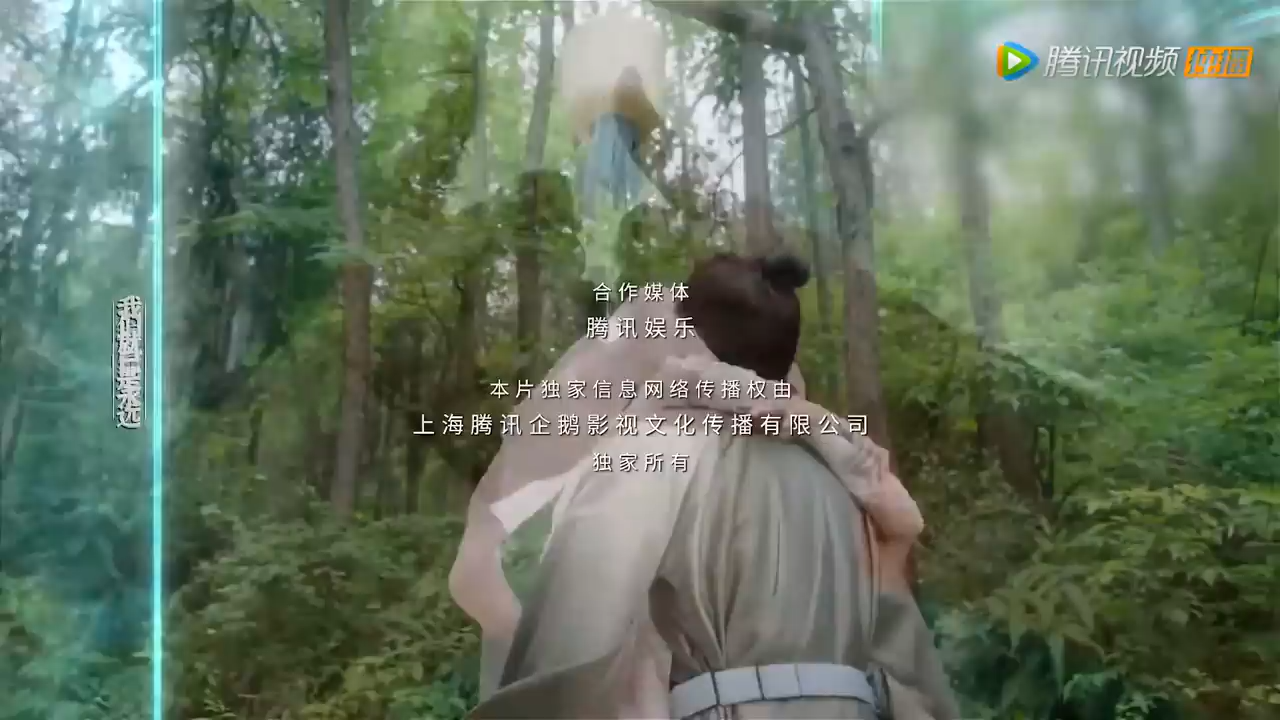 腾讯视频 独播
合作媒体
腾讯娱乐
本片独家信息网络传播权由
上海腾讯企鹅影视文化传播有限公司
独家所有